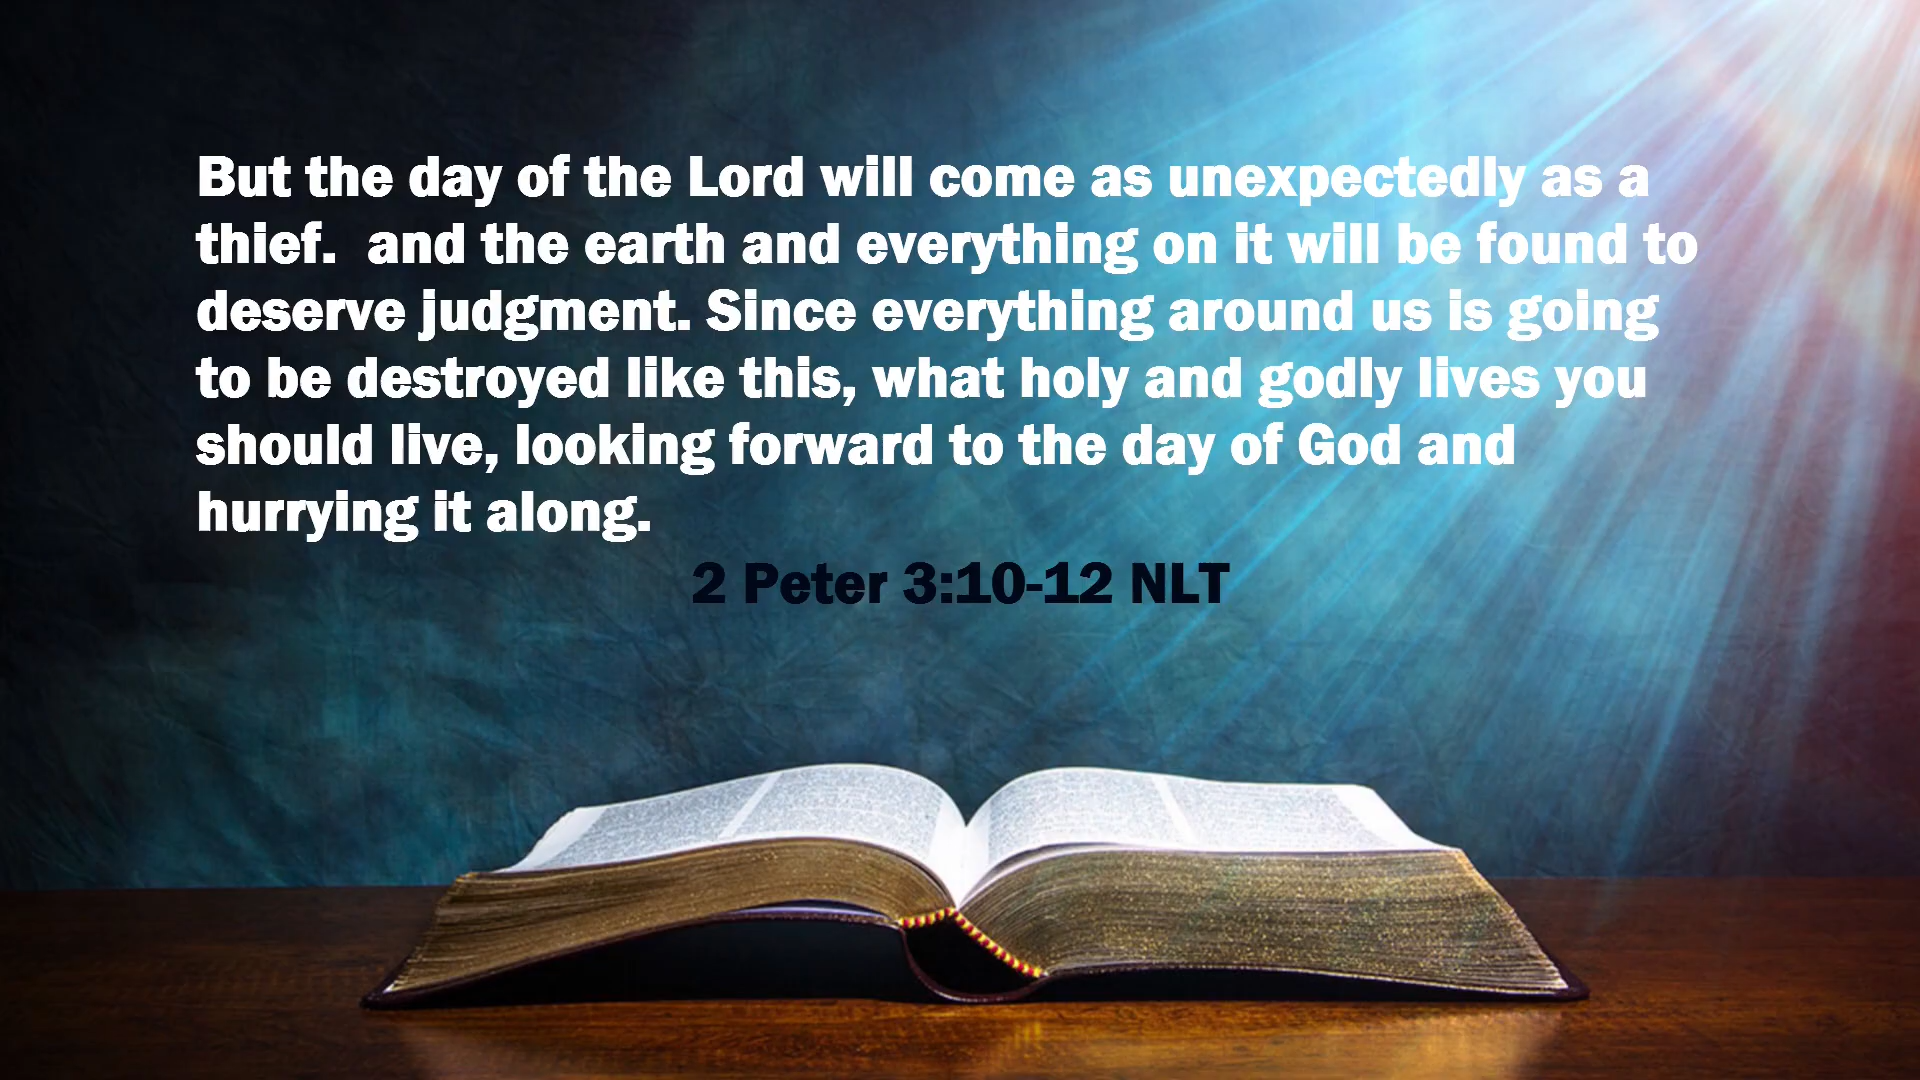 But the day of the Lord will come as unexpectedly as a
thief.  and the earth and everything on it will be found to
deserve judgment. Since everything around us is going
to be destroyed like this, what holy and godly lives you
should live, looking forward to the day of God and
hurrying it along.
2 Peter 3:10-12 NLT